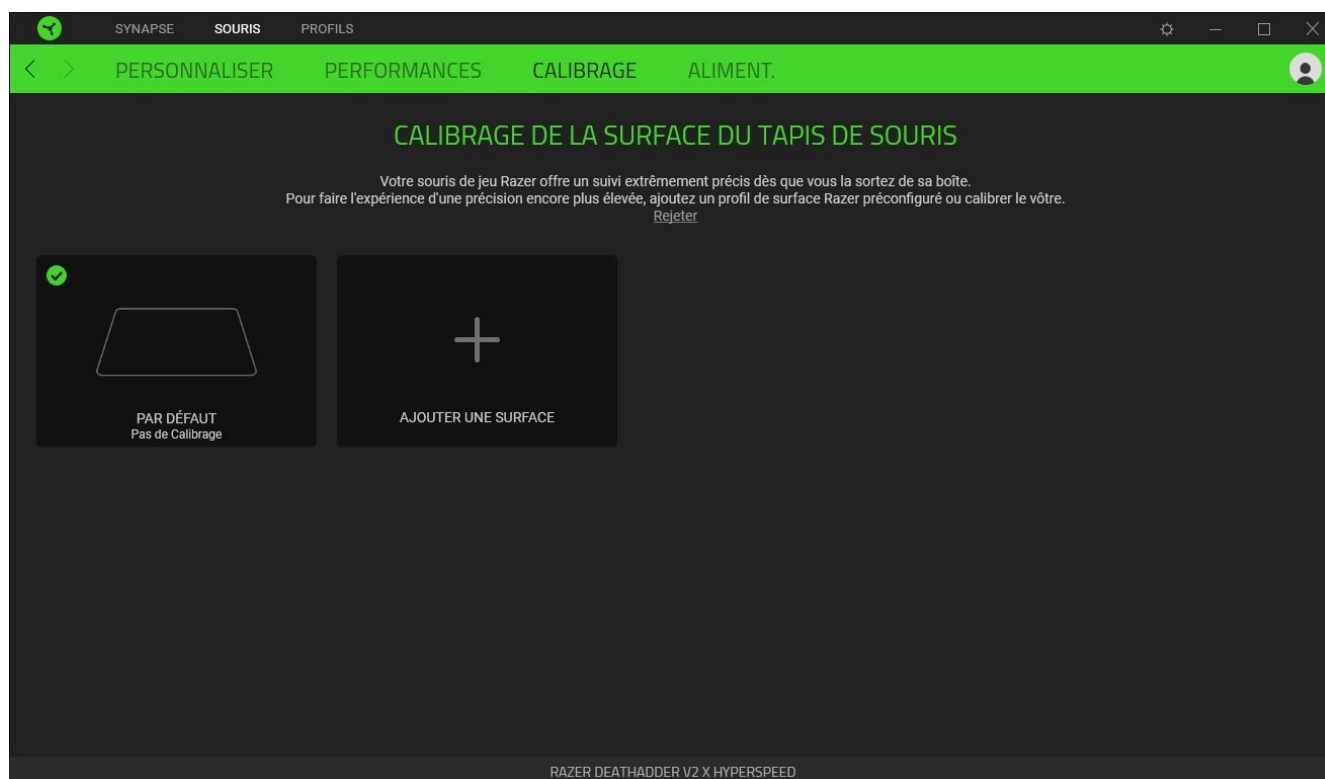 SYNAPSE SOURIS PROFILS
PERSONNALISER PERFORMANCES CALIBRAGE ALIMENT.
CALIBRAGE DE LA SURFACE DU TAPIS DE SOURIS
Votre souris de jeu Razer offre un suivi extrêmement précis dès que vous la sortez de sa boîte.
Pour faire l'expérience d'une précision encore plus élevée, ajoutez un profil de surface Razer préconfiguré ou calibrer le vôtre.
Rejeter
PAR DÉFAUT
Pas de Calibrage
AJOUTER UNE SURFACE
RAZER DEATHADDER V2 X HYPERSPEED